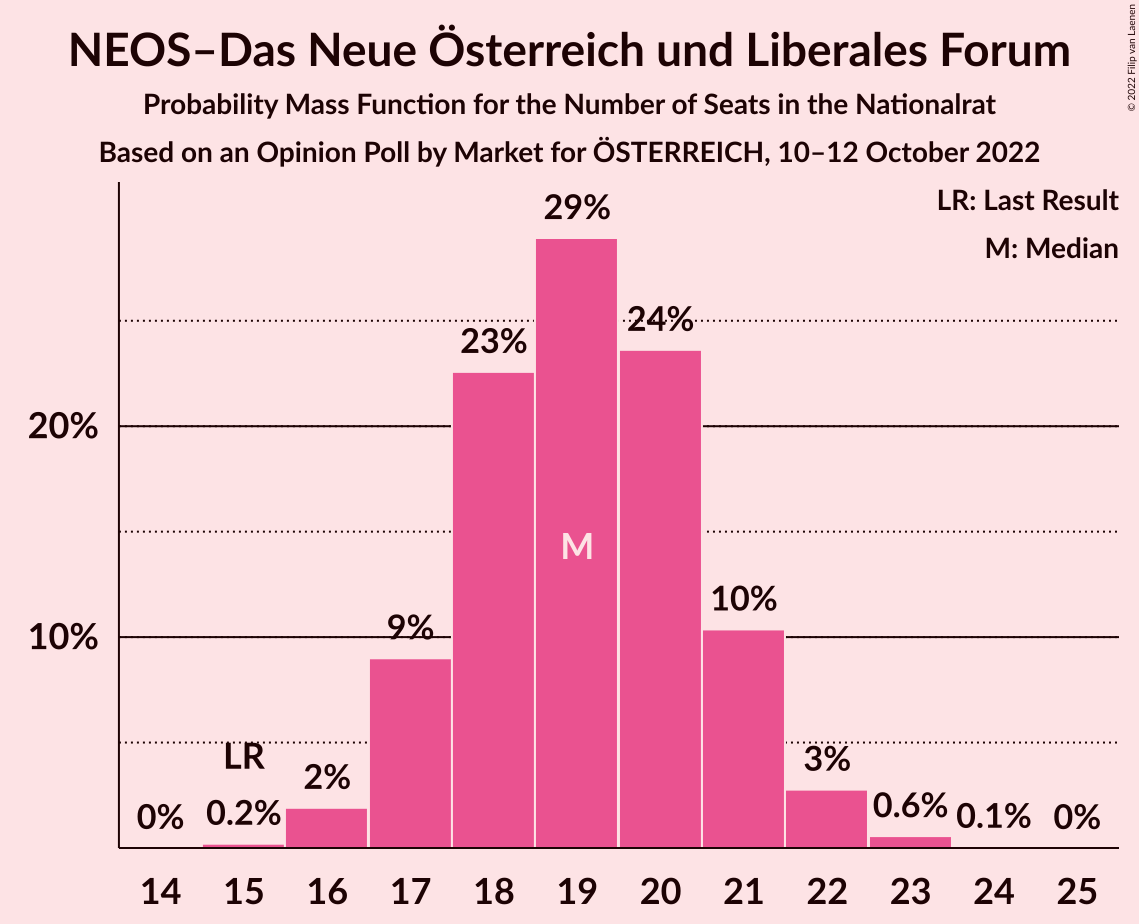 NEOS–Das Neue Österreich und Liberales Forum
Probability Mass Function for the Number of Seats in the Nationalrat
Based on an Opinion Poll by Market for ÖSTERREICH, 10–12 October 2022
© 2022 Filip van Laenen
LR: Last Result
M: Median
29%
24%
23%
20%
M
10%
9%
10%
LR
3%
2%
0%
0.2%
0.6%
0.1%
0%
14 15 16 17 18 19 20 21 22 23 24 25